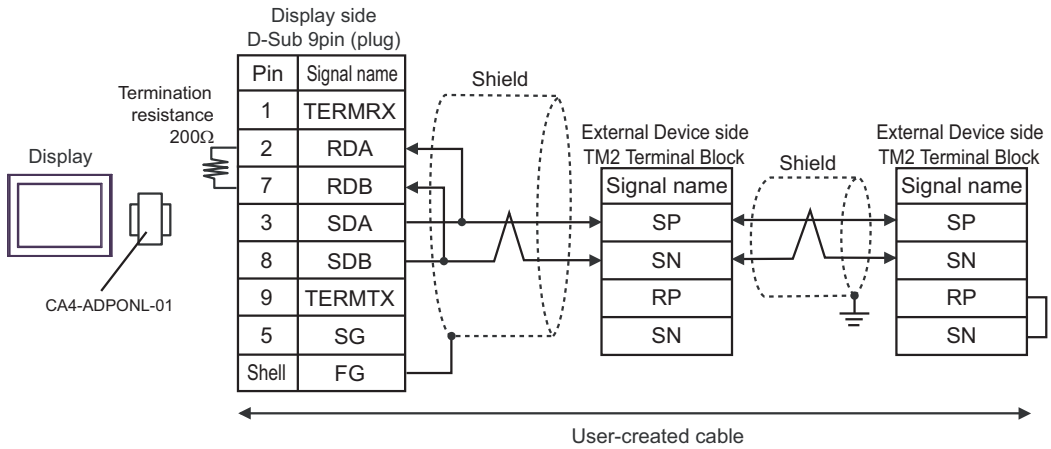 Display side
D-Sub 9pin (plug)
Pin Signal name
1 TERMRX
2 RDA
7 RDB
3 SDA
8 SDB
9 TERMTX
5 SG
Shell FG
Termination
resistance
200Ω
Display
CA4-ADPONL-01
Shield
External Device side
TM2 Terminal Block
Signal name
SP
SN
RP
SN
Shield
External Device side
TM2 Terminal Block
Signal name
SP
SN
RP
SN
User-created cable